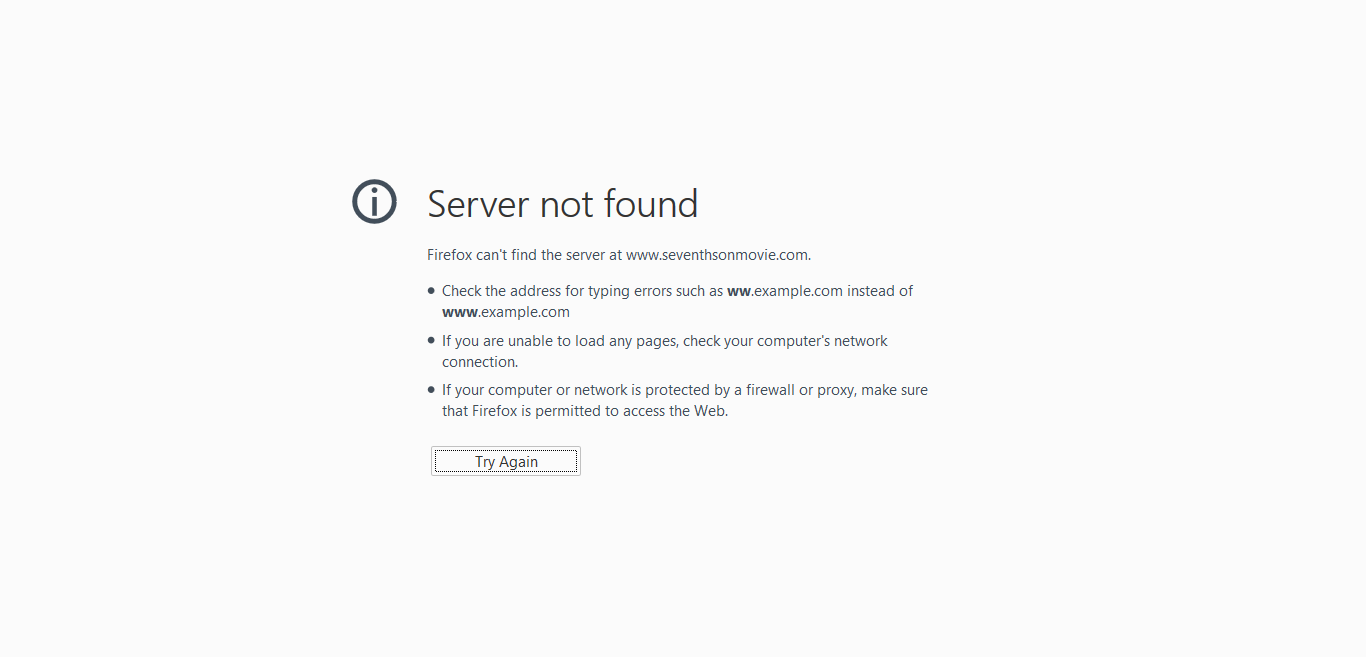 Server not found
Firefox can't find the server at www.seventhsonmovie.com.
Check the address for typing errors such as ww.example.com instead of
www.example.com
If you are unable to load any pages, check your computer's network
connection.
If your computer or network is protected by a firewall or proxy, make sure
that Firefox is permitted to access the Web.
Try Again